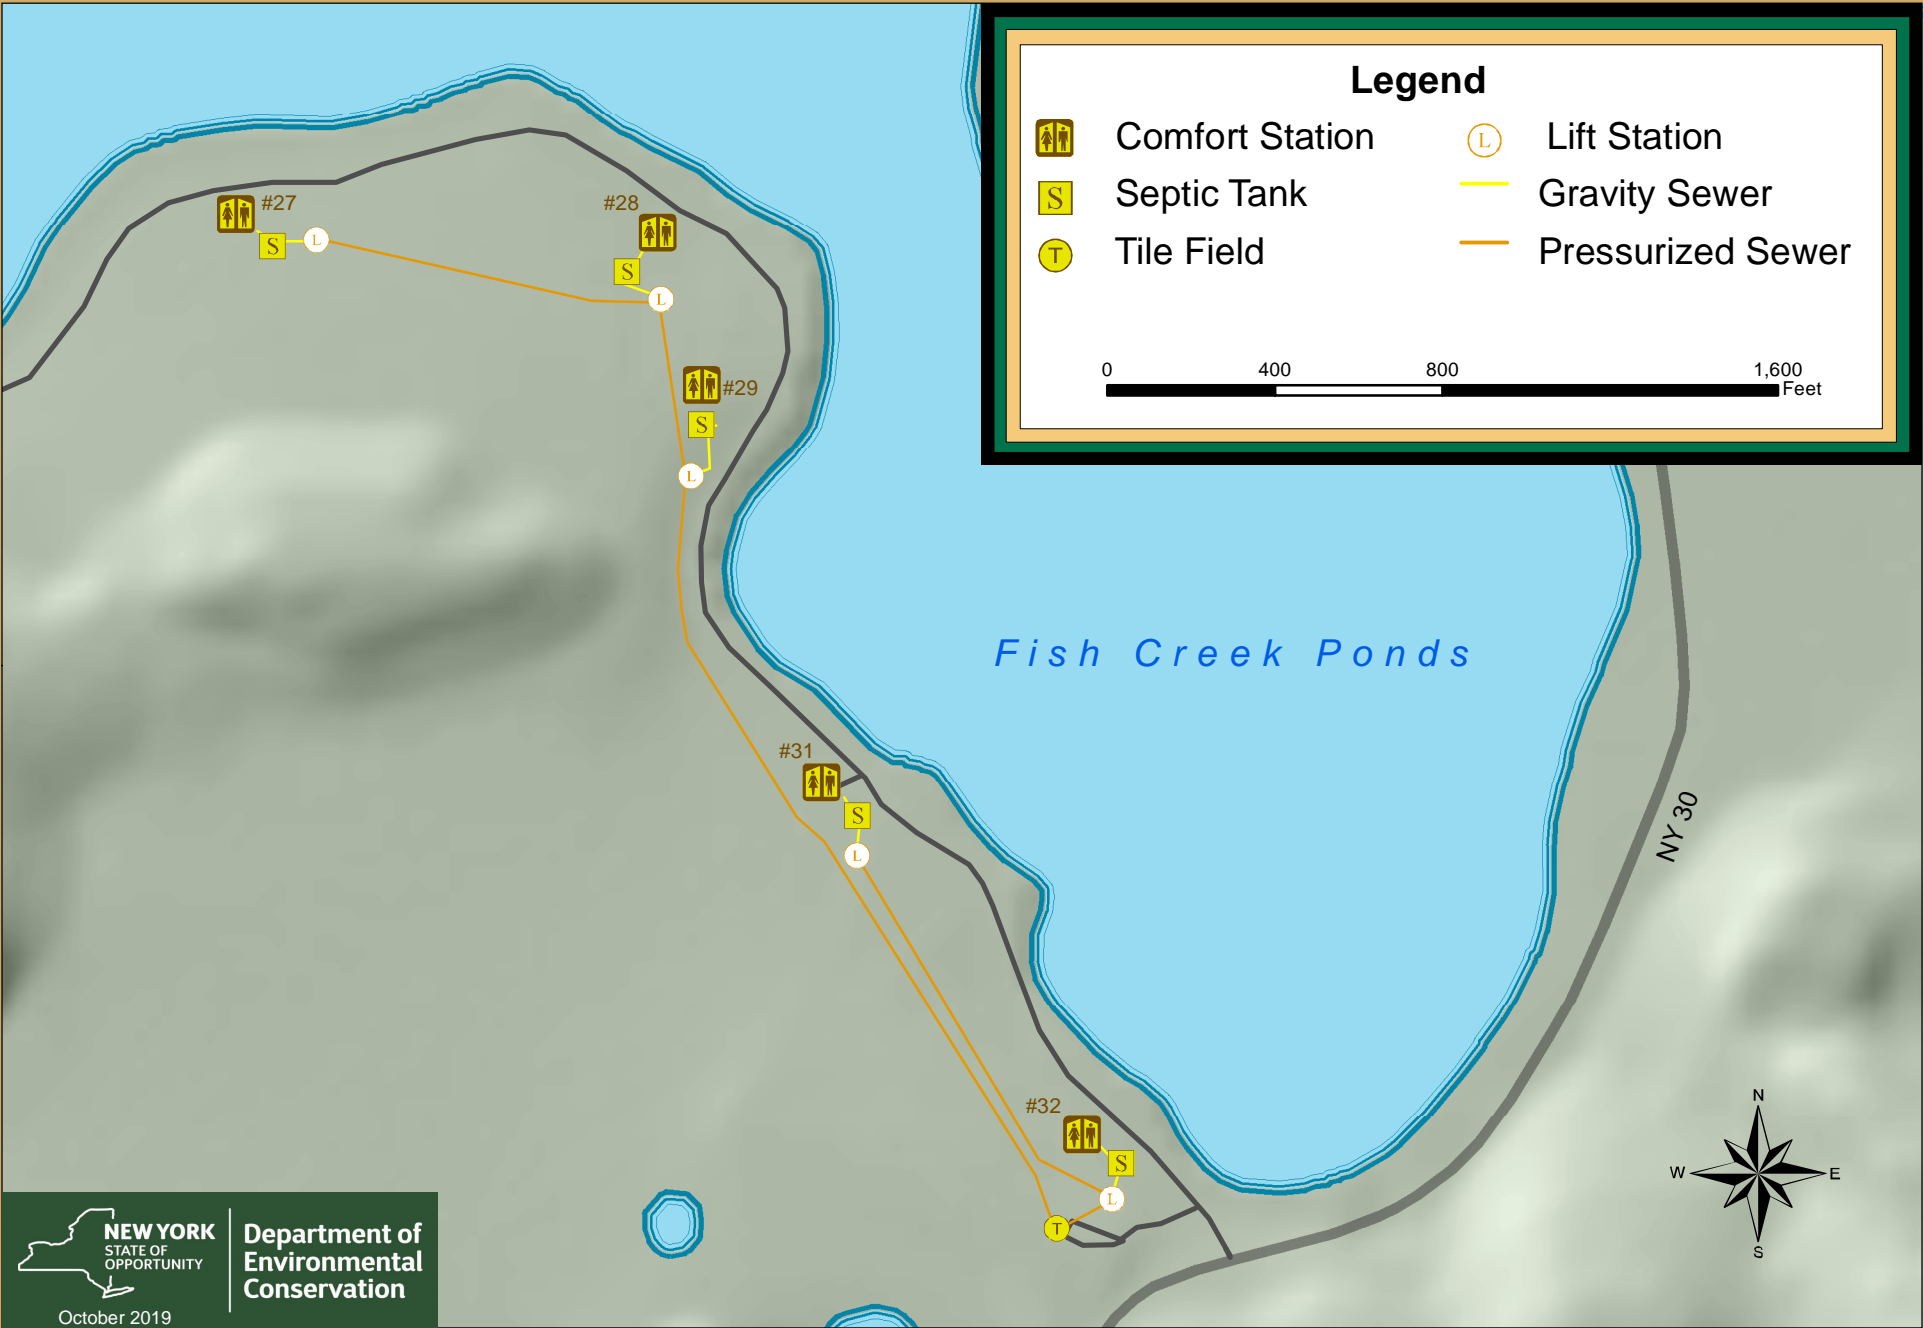 Legend
Comfort Station
Lift Station
Septic Tank
Gravity Sewer
Tile Field
Pressurized Sewer
S
T
L
0 400 800 1,600
Feet
#27
S
L
#28
S
L
#29
S
L
Fish Creek Ponds
#31
S
L
NY 30
#32
S
L
T
N
W E
S
NEW YORK
STATE OF
OPPORTUNITY
Department of
Environmental
Conservation
October 2019